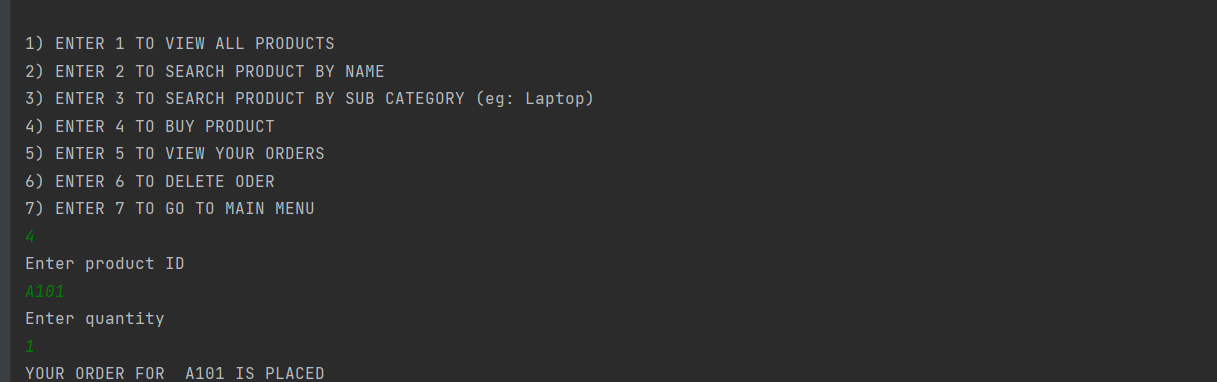 1) ENTER 1 TO VIEW ALL PRODUCTS
2) ENTER 2 TO SEARCH PRODUCT BY NAME
3) ENTER 3 TO SEARCH PRODUCT BY SUB CATEGORY (eg: Laptop)
4) ENTER 4 TO BUY PRODUCT
5) ENTER 5 TO VIEW YOUR ORDERS
6) ENTER 6 TO DELETE ODER
7) ENTER 7 TO GO TO MAIN MENU
4
Enter product ID
A101
Enter quantity
1
YOUR ORDER FOR  A101 IS PLACED